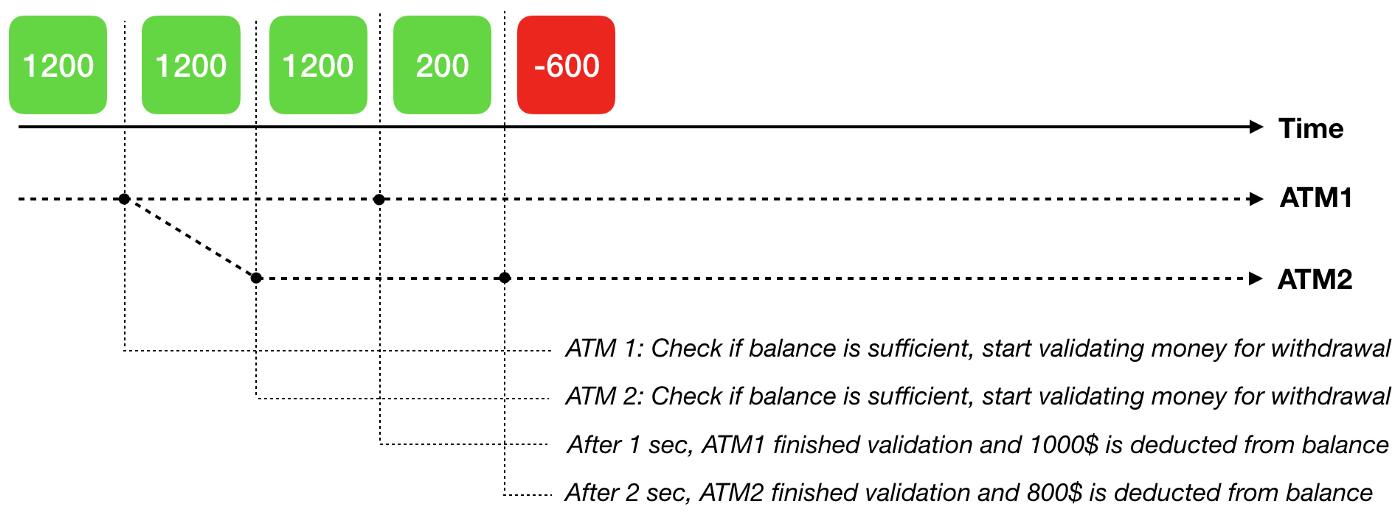 1200 1200 1200 200 -600
Time
ATM1
ATM2
ATM 1: Check if balance is sufficient, start validating money for withdrawal
ATM 2: Check if balance is sufficient, start validating money for withdrawal
After 1 sec, ATM1 finished validation and 1000$ is deducted from balance
After 2 sec, ATM2 finished validation and 800$ is deducted from balance